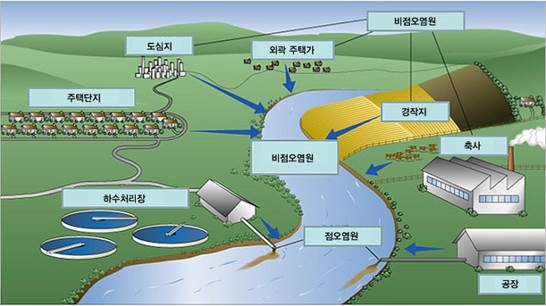 비점오염원
도심지
외곽 주택가
주택단지
경작지
축사
비점오염원
하수처리장
점오염원
공장